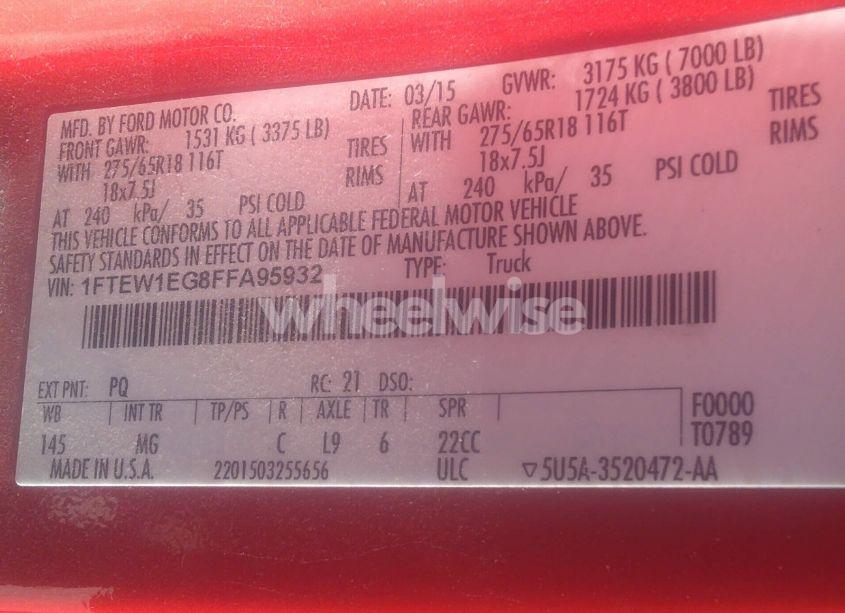 MFD. BY FORD MOTOR CO. DATE: 03/15 GVWR: 3175 KG ( 7000 LB)
FRONT GAWR: 1531 KG ( 3375 LB) REAR GAWR: 1724 KG ( 3800 LB)
WITH 275/65R18 116T TIRES WITH 275/65R18 116T TIRES
18x7.5J RIMS 18x7.5J RIMS
AT 240 kPa/ 35 PSI COLD AT 240 kPa/ 35 PSI COLD
THIS VEHICLE CONFORMS TO ALL APPLICABLE FEDERAL MOTOR VEHICLE
SAFETY STANDARDS IN EFFECT ON THE DATE OF MANUFACTURE SHOWN ABOVE.
VIN: 1FTEW1EG8FFA95932 TYPE: Truck
wheelwise
EXT PNT: PQ RC: 21 DSO:
WB INT TR TP/PS R AXLE TR SPR F0000
145 MG C L9 6 22CC T0789
MADE IN U.S.A. 2201503255656 ULC ▽5U5A-3520472-AA